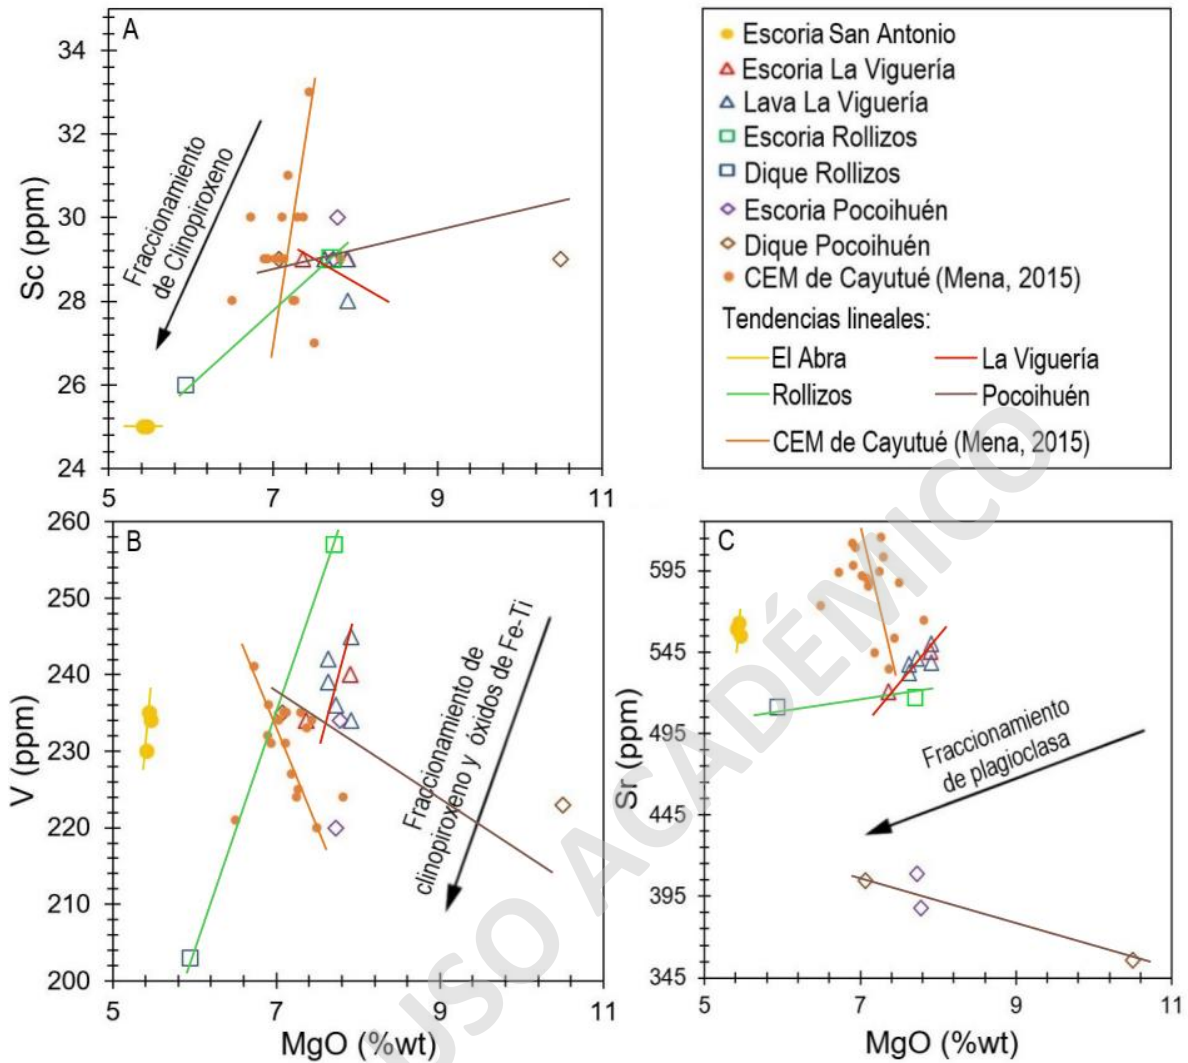 A
34
32
30
28
26
24
Sc (ppm)
5
7
9
11
Fraccionamiento
de Clinopiroxeno
Escoria San Antonio
Escoria La Viguería
Lava La Viguería
Escoria Rollizos
Dique Rollizos
Escoria Pocoihuén
Dique Pocoihuén
CEM de Cayutué (Mena, 2015)
Tendencias lineales:
El Abra
La Viguería
Rollizos
Pocoihuén
CEM de Cayutué (Mena, 2015)
B
260
250
240
230
220
210
200
V (ppm)
5
7
9
11
MgO (%wt)
Fraccionamiento de
clinopiroxeno y óxidos de Fe-Ti
C
595
545
495
445
395
345
Sr (ppm)
5
7
9
11
MgO (%wt)
Fraccionamiento
de plagioclasa
USO ACADÉMICO